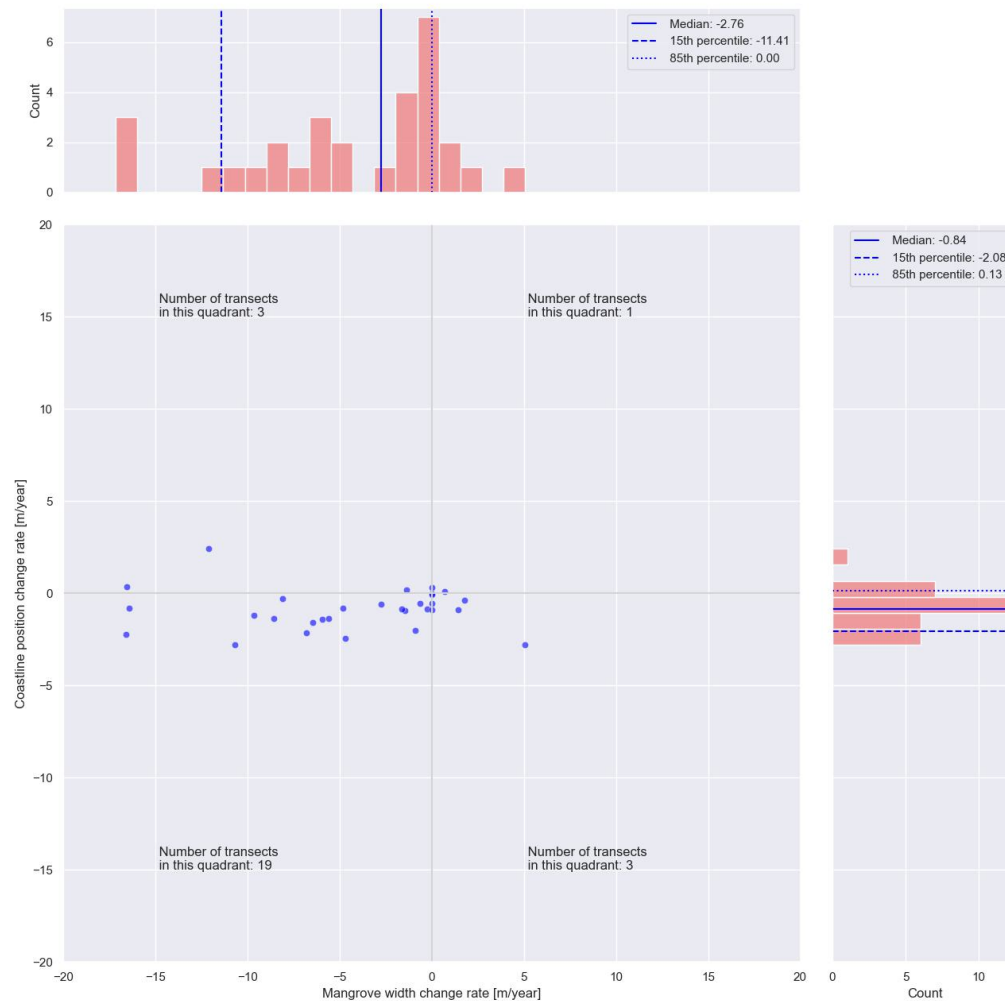 Median: -2.76
15th percentile: -11.41
85th percentile: 0.00
Count
6
4
2
0
20
15
10
5
0
−5
−10
−15
−20
Coastline position change rate [m/year]
Number of transects
in this quadrant: 3
Number of transects
in this quadrant: 1
Number of transects
in this quadrant: 19
Number of transects
in this quadrant: 3
−20 −15 −10 −5 0 5 10 15 20
Mangrove width change rate [m/year]
Median: -0.84
15th percentile: -2.08
85th percentile: 0.13
0 5 10
Count